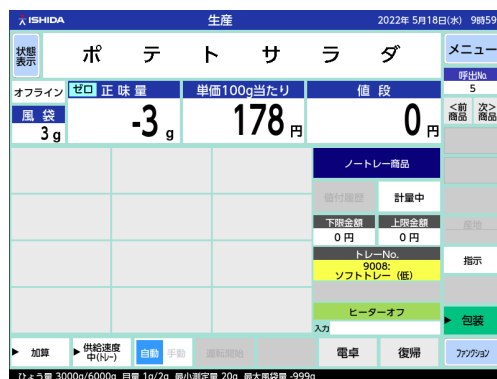 ISHIDA
生産
2022年 5月18日(水) 9時59
状態表示
ポテトサラダ
メニュー
呼出No.
5
オフライン
ゼロ 正味量
単価100g当たり
値段
<前商品
次>商品
風袋
3 g
-3 g
178 円
0 円
ノートレー商品
値付履歴
計量中
下限金額
上限金額
0 円
0 円
産地
トレーNo.
9008:
ソフトトレー（低）
指示
ヒーターオフ
入力
▶ 包装
▶ 加算
▶ 供給速度
中(トレー)
自動 手動
運転開始
電卓
復帰
ファンクション
ひょう量 3000g/6000g 目量 1g/2g 最小測定量 20g 最大風袋量 -999g